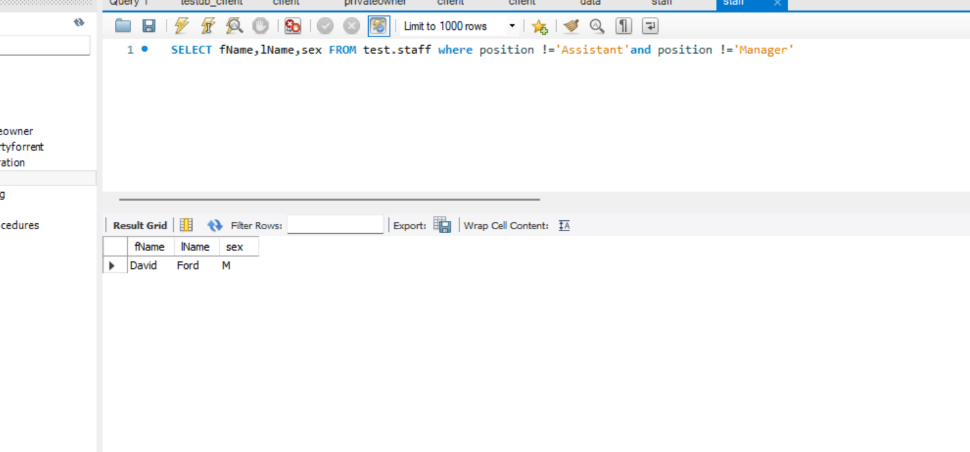 Query 1 testdb_client client privateowner client client data staff staff
Limit to 1000 rows
1 SELECT fName,lName,sex FROM test.staff where position !='Assistant'and position !='Manager'
eowner
rtyforrent
ration
g
cedures
Result Grid Filter Rows: Export: Wrap Cell Content: IA
fName lName sex
David Ford M